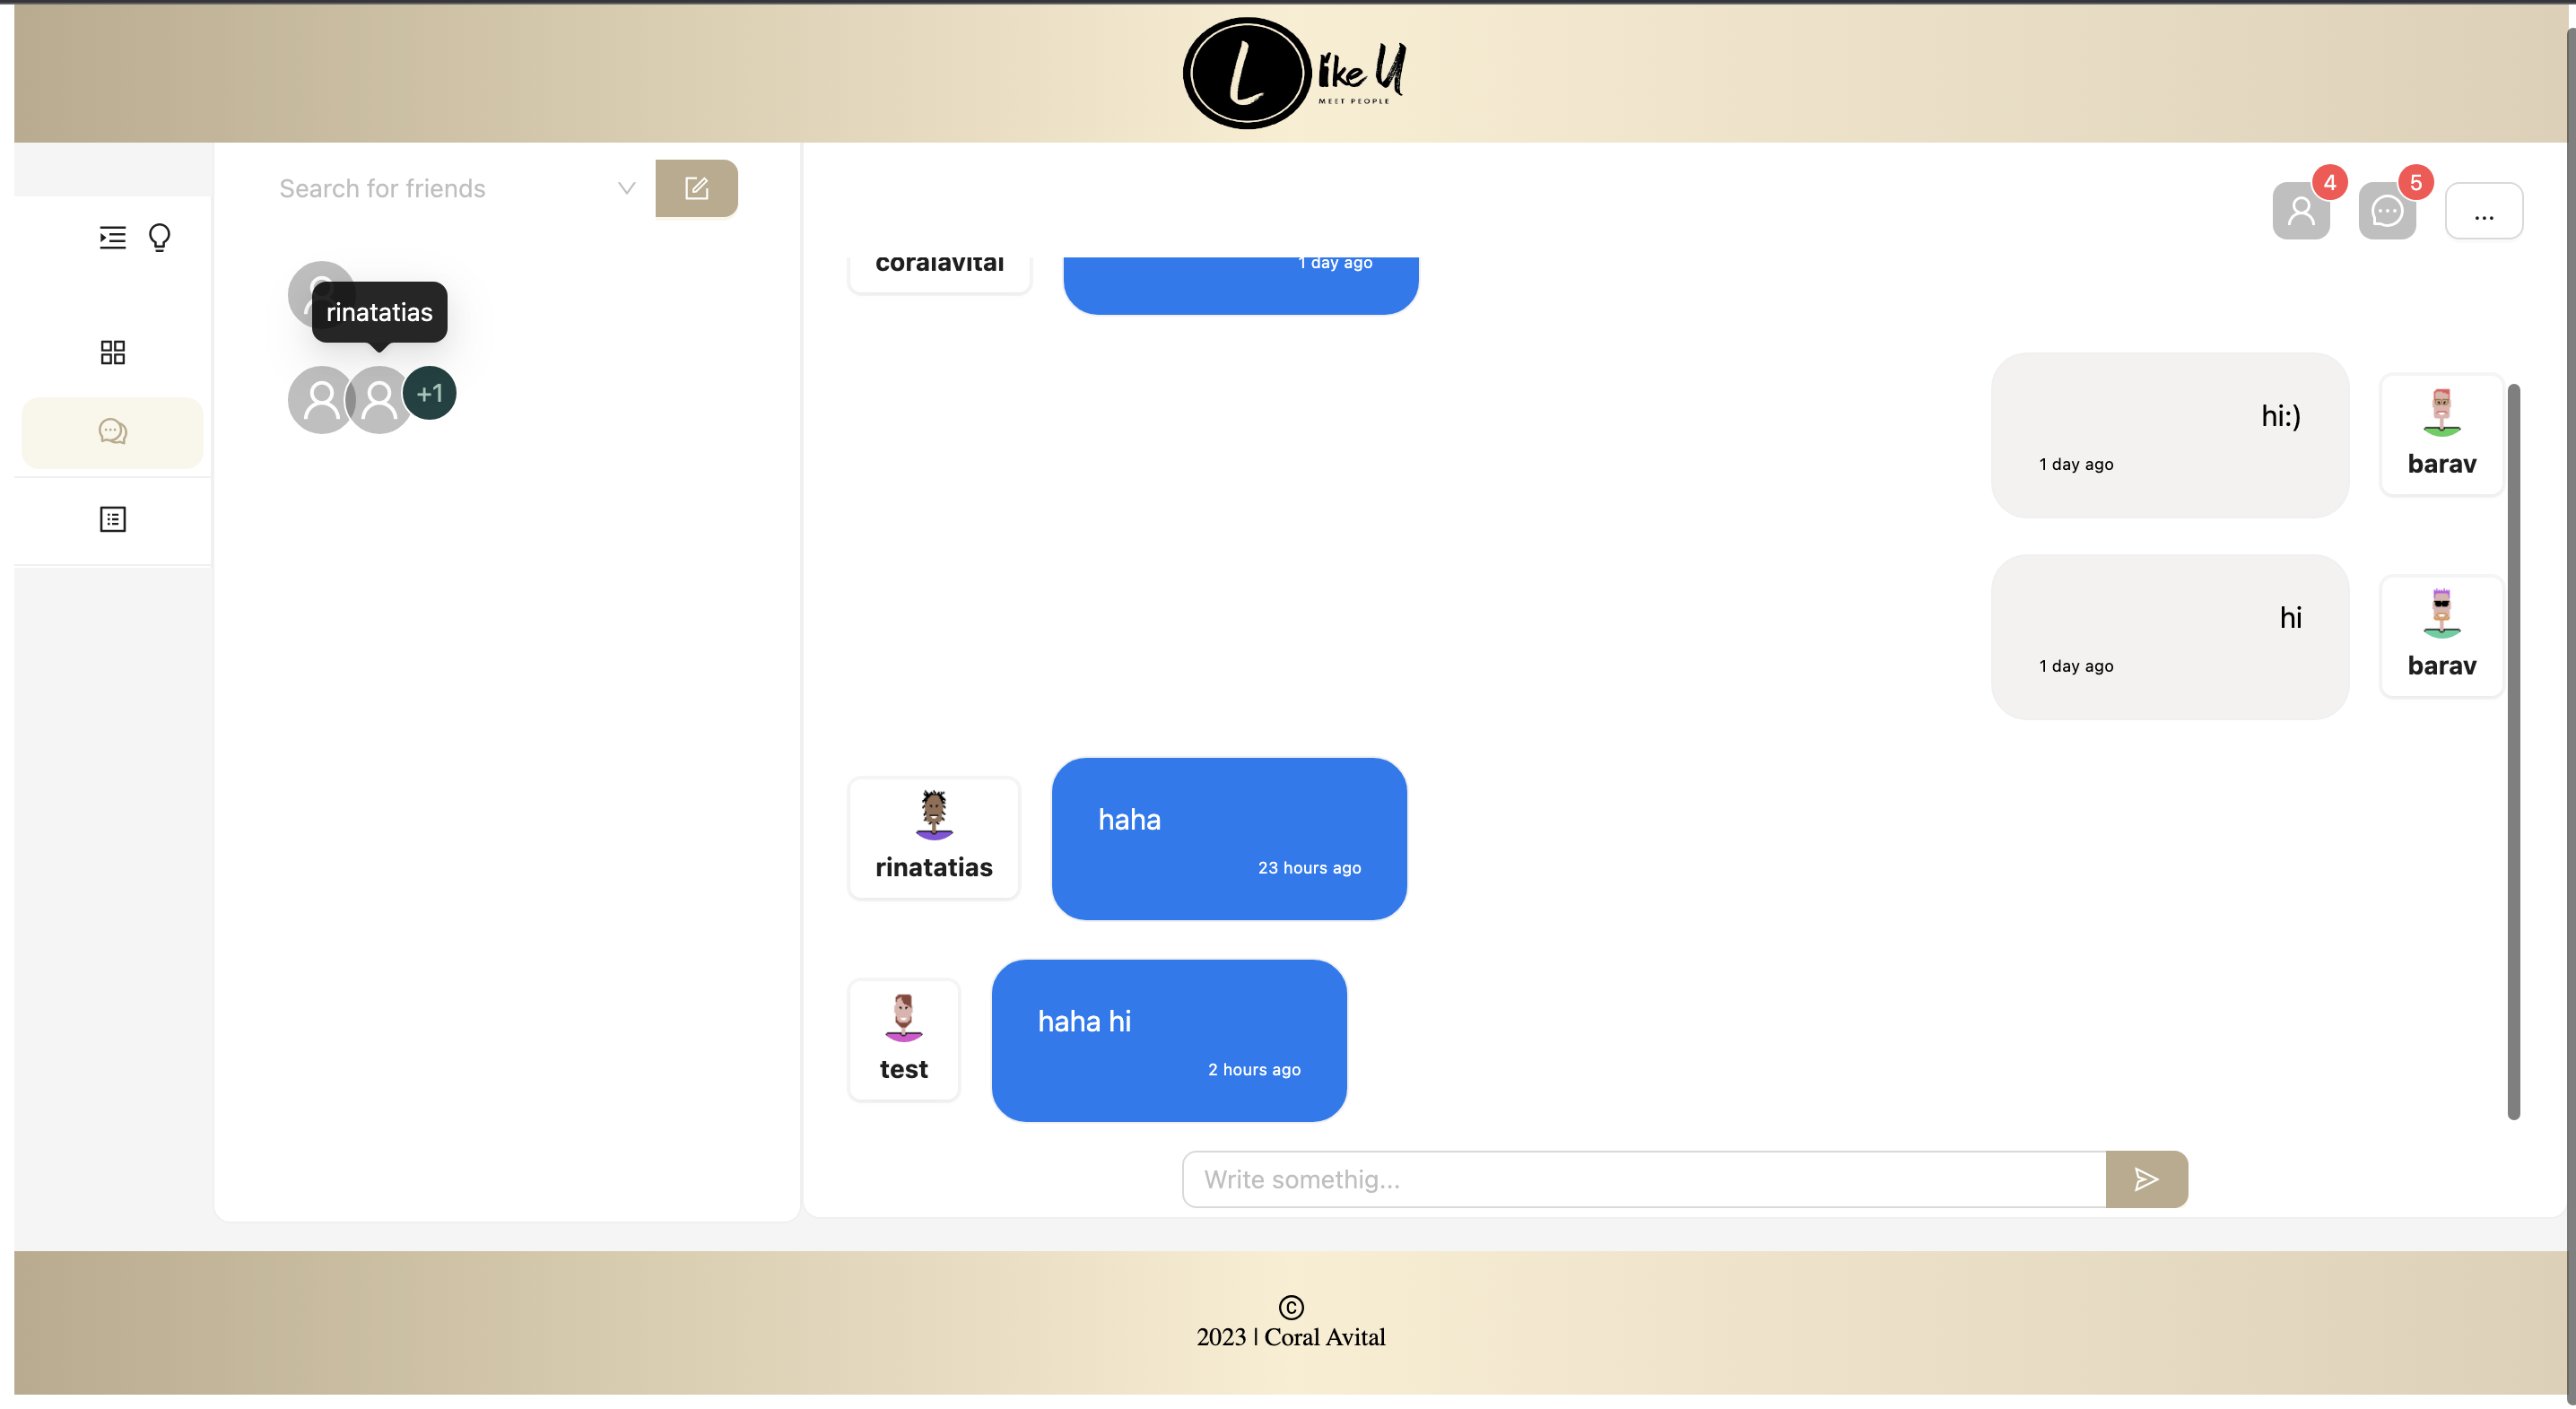 Like U
MEET PEOPLE
Search for friends
4
5
...
rinatatias
+1
coralavital
1 day ago
hi:)
1 day ago
barav
hi
1 day ago
barav
haha
23 hours ago
rinatatias
haha hi
2 hours ago
test
Write somethig...
©
2023 | Coral Avital